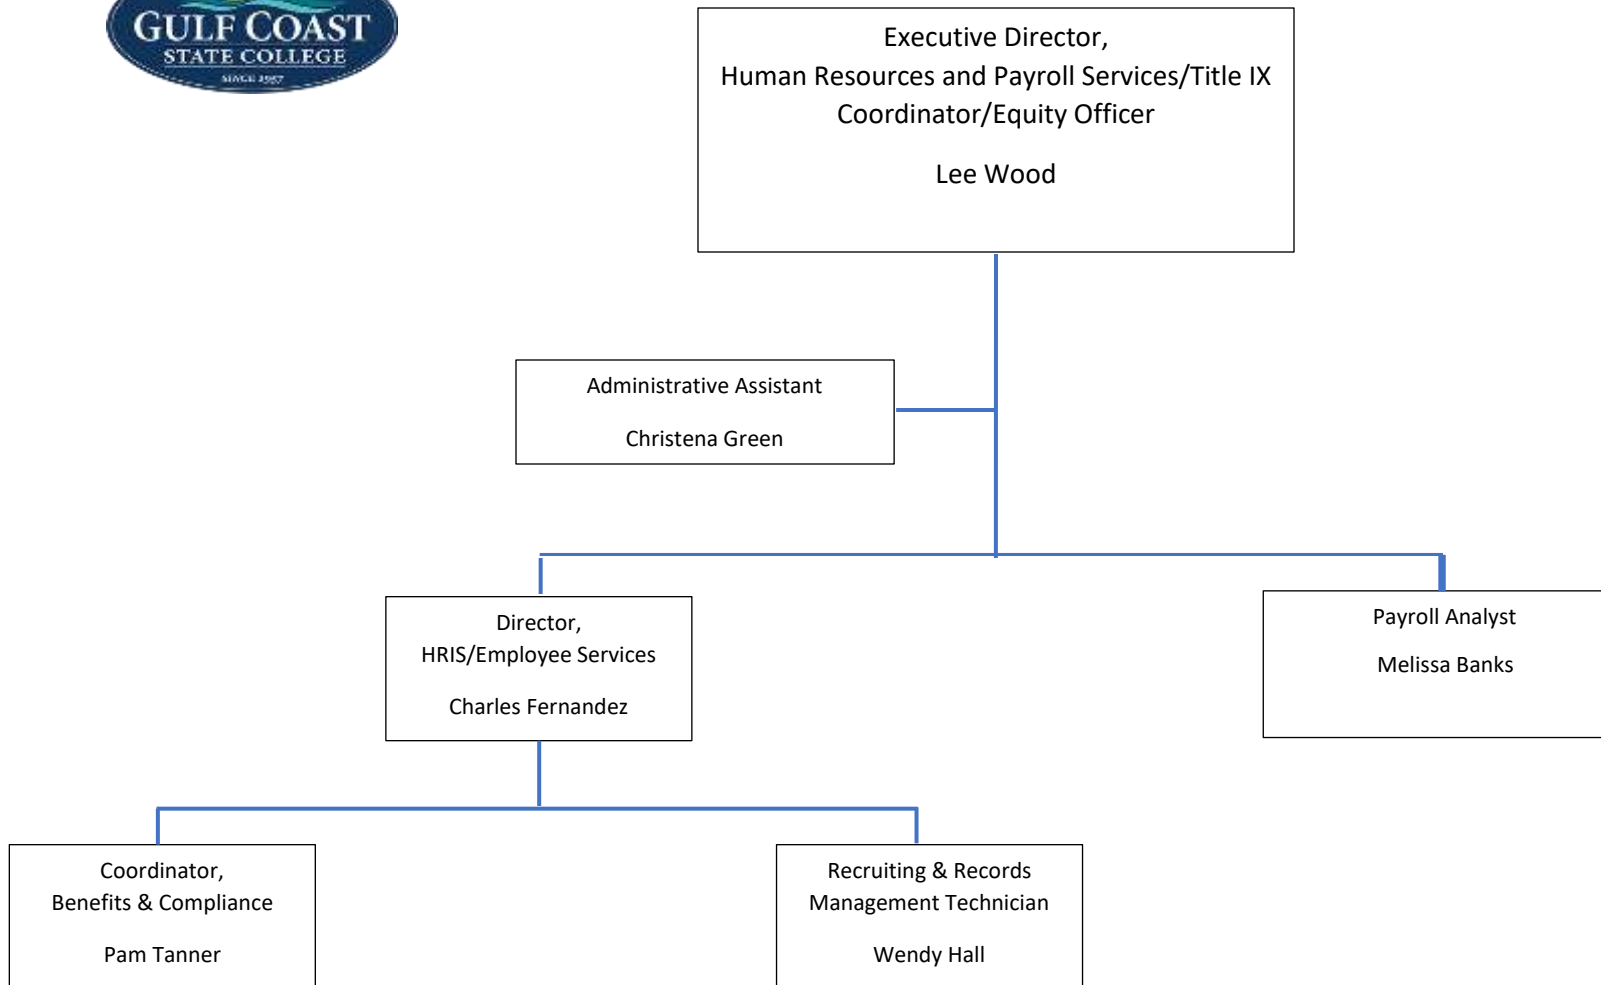 GULF COAST
STATE COLLEGE
SINCE 1957
Executive Director,
Human Resources and Payroll Services/Title IX
Coordinator/Equity Officer
Lee Wood
Administrative Assistant
Christena Green
Director,
HRIS/Employee Services
Charles Fernandez
Payroll Analyst
Melissa Banks
Coordinator,
Benefits & Compliance
Pam Tanner
Recruiting & Records
Management Technician
Wendy Hall